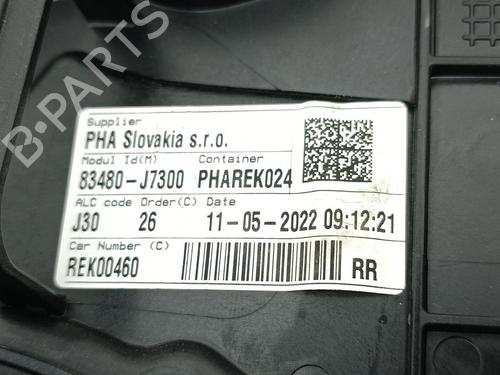 Supplier
PHA Slovakia s.r.o.
Modul Id(M) Container
83480-J7300 PHAREK024
ALC code Order(C) Date
J30 26 11-05-2022 09:12:21
Car Number (C)
REK00460 RR
B-PARTS